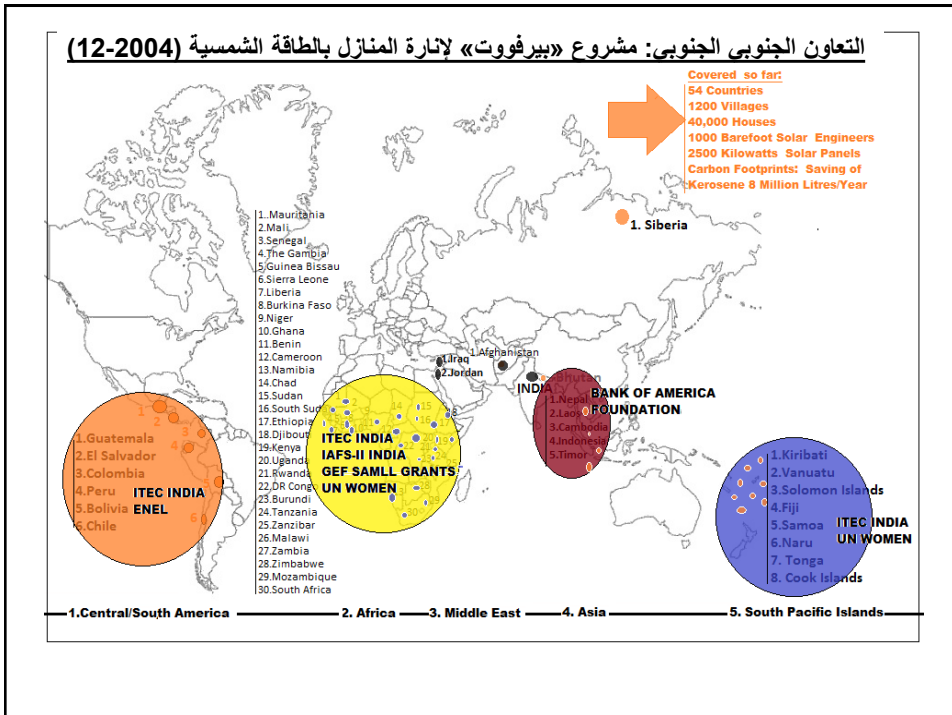 التعاون الجنوبي الجنوبي: مشروع «بيرفووت» لإنارة المنازل بالطاقة الشمسية (2004-12)
Covered so far:
54 Countries
1200 Villages
40,000 Houses
1000 Barefoot Solar Engineers
2500 Kilowatts Solar Panels
Carbon Footprints: Saving of
Kerosene 8 Million Litres/Year
1. Siberia
1..Mauritania
2.Mali
3.Senegal
4.The Gambia
5.Guinea Bissau
6.Sierra Leone
7.Liberia
8.Burkina Faso
9.Niger
10.Ghana
11.Benin
12.Cameroon
13.Namibia
14.Chad
15.Sudan
16.South Sud
17.Ethiopia
18.Djibout
19.Kenya
20.Uganda
21.Rwanda
22.DR Cong
23.Burundi
24.Tanzania
25.Zanzibar
26.Malawi
27.Zambia
28.Zimbabwe
29.Mozambique
30.South Africa
1.Iraq
2.Jordan
1.Afghanistan
INDIA
Bhutan
1.Nepal
2.Laos
3.Cambodia
4.Indonesia
5.Timor
BANK OF AMERICA
FOUNDATION
1.Guatemala
2.El Salvador
3.Colombia
4.Peru
5.Bolivia
6.Chile
ITEC INDIA
ENEL
ITEC INDIA
IAFS-II INDIA
GEF SAMLL GRANTS
UN WOMEN
1.Kiribati
2.Vanuatu
3.Solomon Islands
4.Fiji
5.Samoa
6.Naru
7. Tonga
8. Cook Islands
ITEC INDIA
UN WOMEN
1.Central/South America
2. Africa
3. Middle East
4. Asia
5. South Pacific Islands